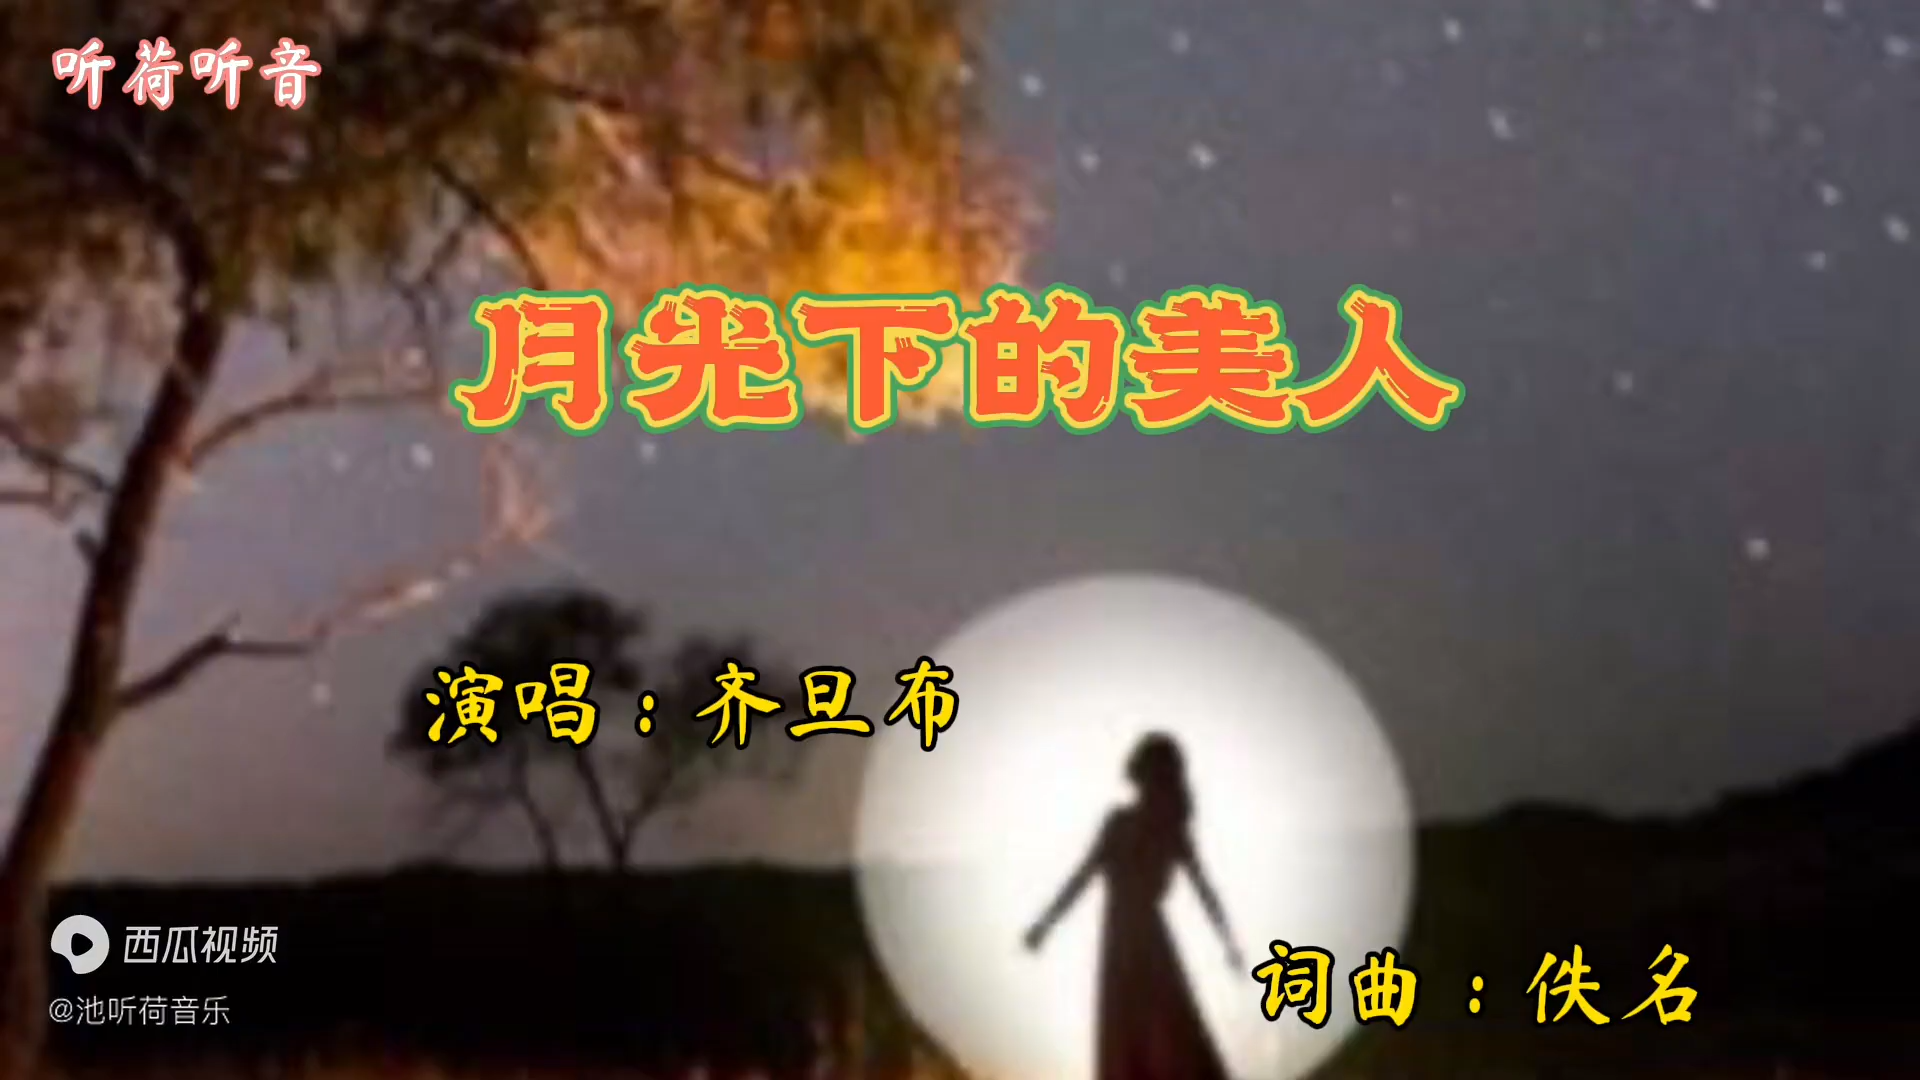 听荷听音
月光下的美人
演唱:齐旦布
词曲:佚名
西瓜视频
@池听荷音乐